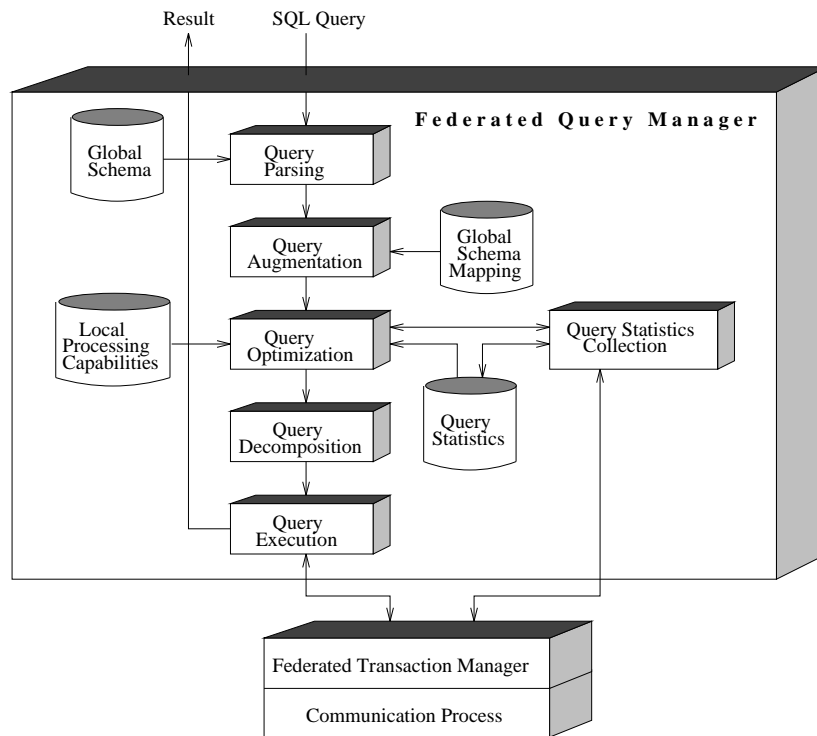 Result
SQL Query
Federated Query Manager
Global
Schema
Query
Parsing
Query
Augmentation
Global
Schema
Mapping
Local
Processing
Capabilities
Query
Optimization
Query Statistics
Collection
Query
Statistics
Query
Decomposition
Query
Execution
Federated Transaction Manager
Communication Process